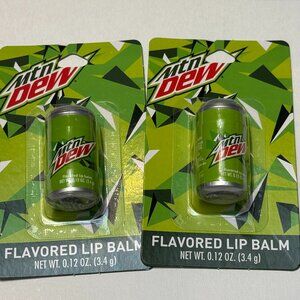 Mtn
DEW
Mtn
DEW
FLAVORED LIP BALM
NET WT. 0.12 OZ. (3.4 g)
Mtn
DEW
Mtn
DEW
FLAVORED LIP BALM
NET WT. 0.12 OZ. (3.4 g)